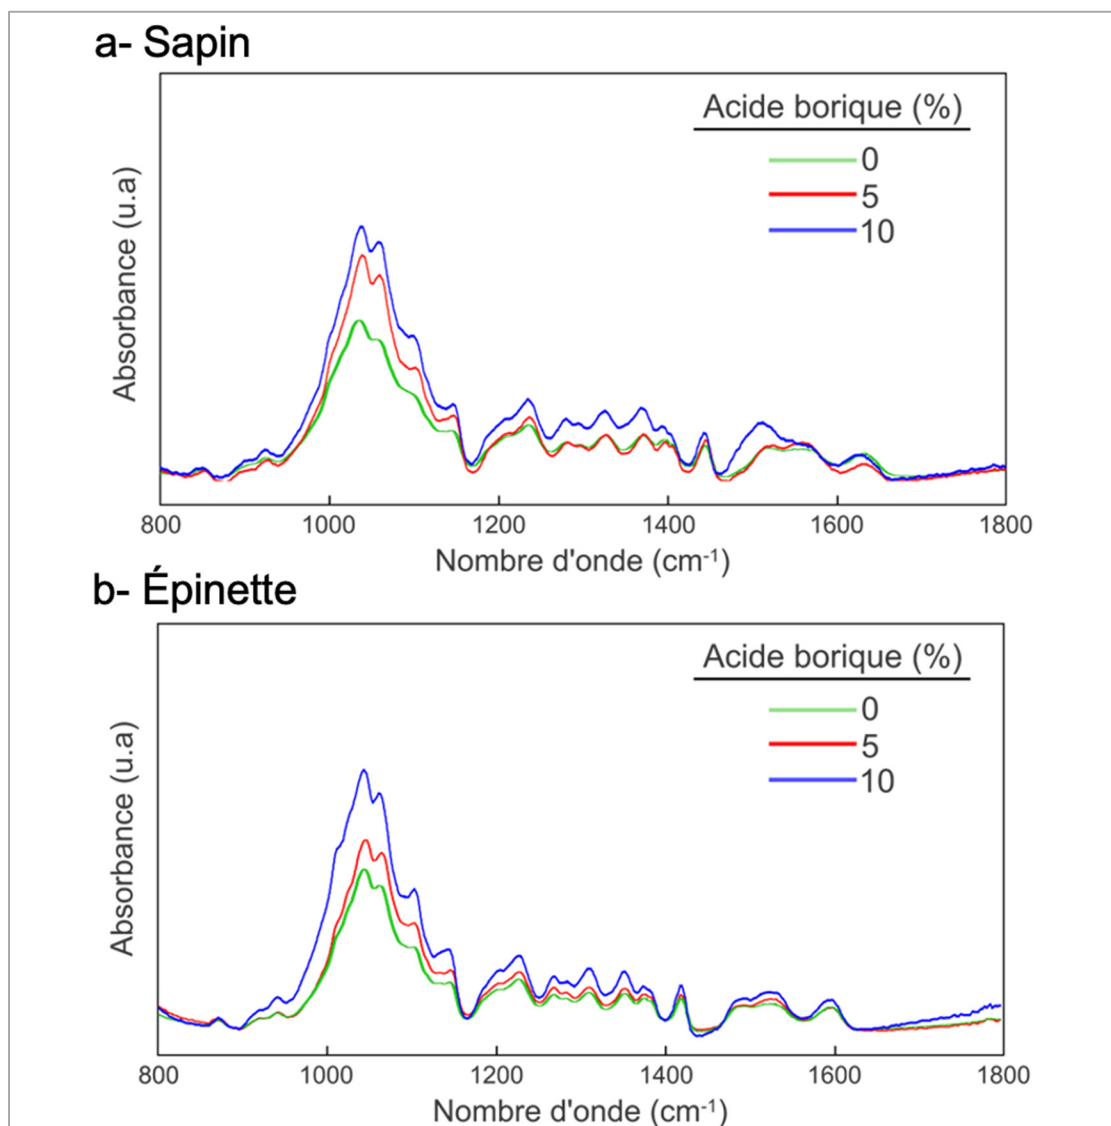 a- Sapin
Acide borique (%)
0
5
10
Absorbance (u.a)
800 1000 1200 1400 1600 1800
Nombre d'onde (cm⁻¹)
b- Épinette
Acide borique (%)
0
5
10
Absorbance (u.a)
800 1000 1200 1400 1600 1800
Nombre d'onde (cm⁻¹)